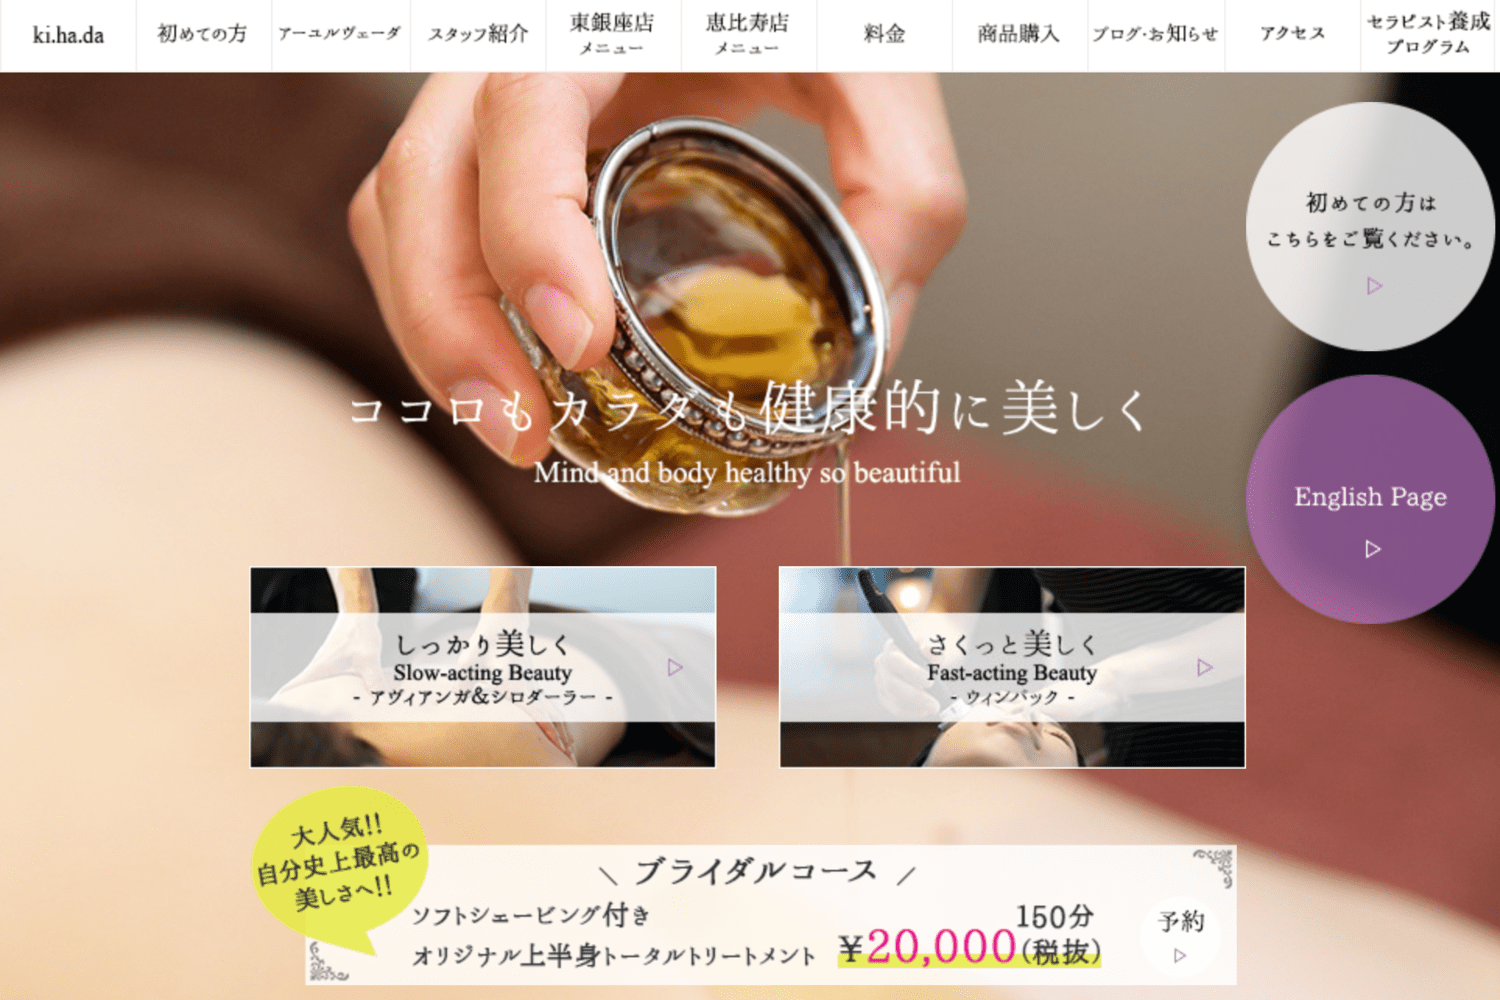 ki.ha.da
初めての方
アーユルヴェーダ
スタッフ紹介
東銀座店
メニュー
恵比寿店
メニュー
料金
商品購入
ブログ・お知らせ
アクセス
セラピスト養成
プログラム
初めての方は
こちらをご覧ください。
ココロもカラダも健康的に美しく
Mind and body healthy so beautiful
English Page
しっかり美しく
Slow-acting Beauty
- アヴィアンガ&シロダーラー -
さくっと美しく
Fast-acting Beauty
- ウィンバック -
大人気!!
自分史上最高の
美しさへ!!
\ ブライダルコース /
ソフトシェービング付き
オリジナル上半身トータルトリートメント
150分
¥20,000(税抜)
予約